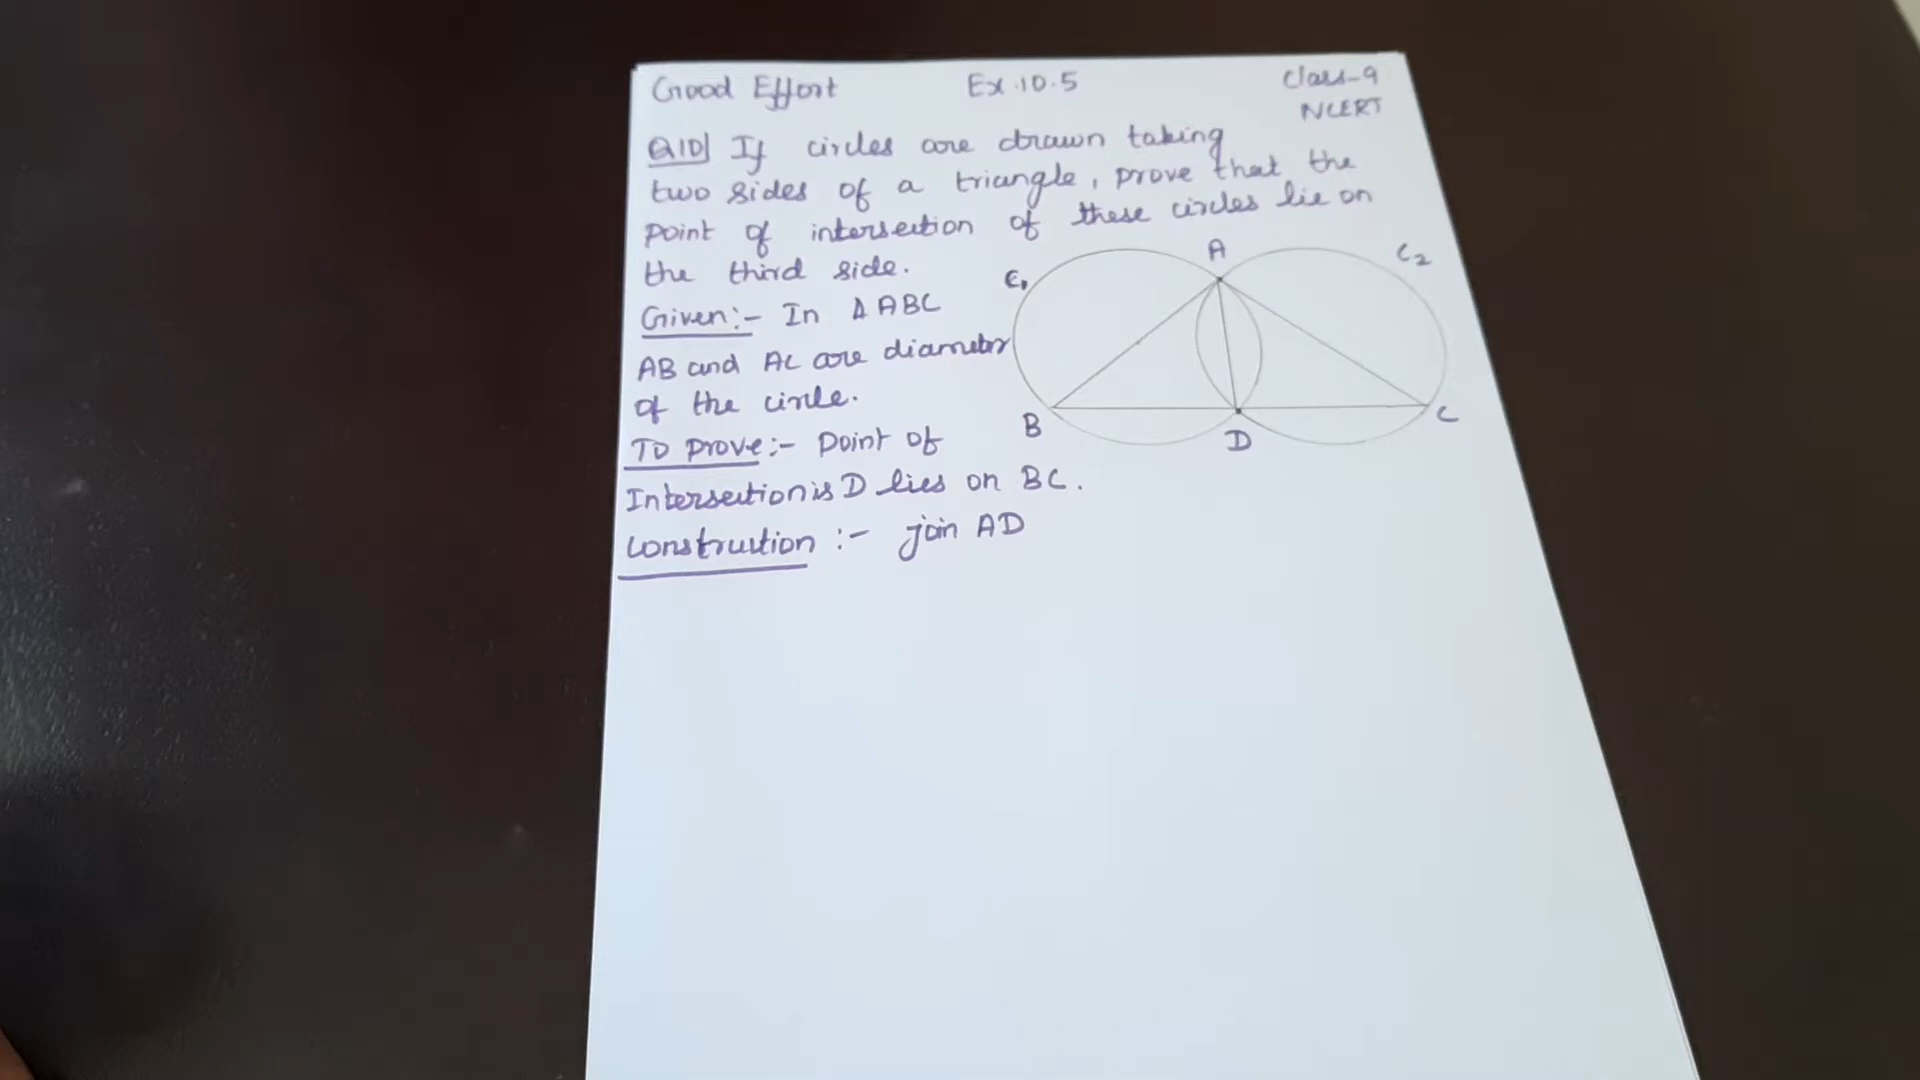 Good Effort Ex.10.5 Class-9
NCERT
Q10) If circles are drawn taking
two sides of a triangle, prove that the
point of intersection of these circles lie on
the third side.
Given:- In ΔABC
AB and AC are diameter
of the circle.
To prove:- point of
Intersection is D lies on BC.
Construction :- join AD
A
C1
C2
B
D
C